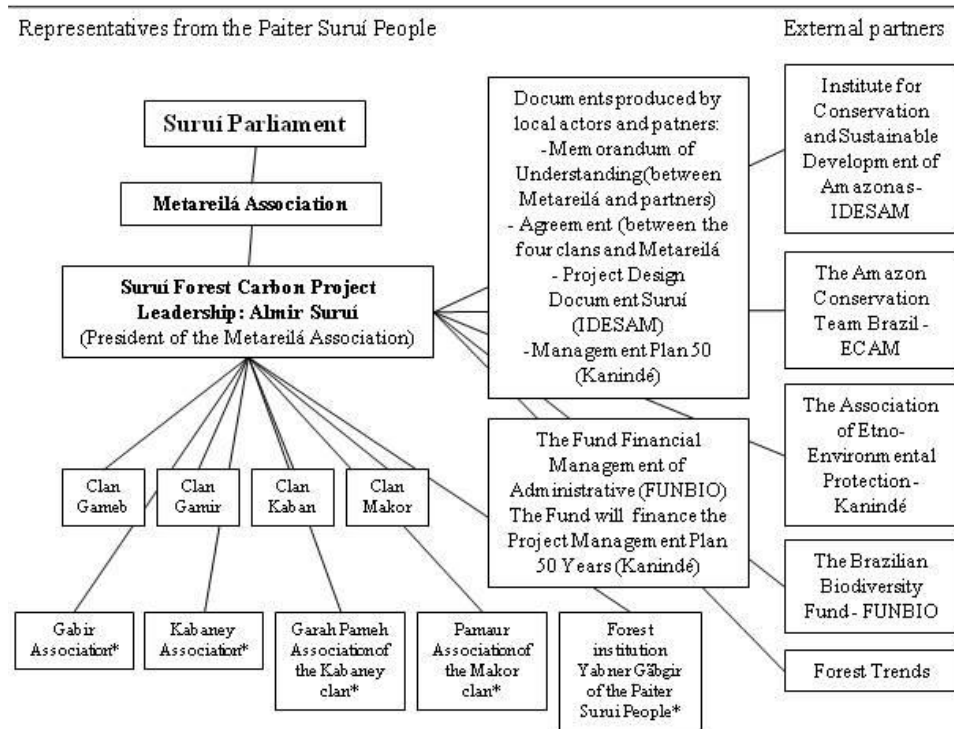 Representatives from the Paiter Suruí People
External partners
Suruí Parliament
Metareilá Association
Suruí Forest Carbon Project
Leadership: Almir Suruí
(President of the Metareilá Association)
Clan
Gameb
Clan
Gamir
Clan
Kaban
Clan
Makor
Gabir
Association*
Kabaney
Association*
Garah Pameh
Association of
the Kabaney
clan*
Pamaur
Association of
the Makor
clan*
Forest
institution
Yabner Gãbgir
of the Paiter
Surui People*
Documents produced by
local actors and patners:
-Memorandum of
Understanding(between
Metareilá and partners)
- Agreement (between the
four clans and Metareilá
- Project Design
Document Suruí
(IDESAM)
-Management Plan 50
(Kanindé)
The Fund Financial
Management of
Administrative (FUNBIO)
The Fund will finance the
Project Management Plan
50 Years (Kanindé)
Institute for
Conservation
and Sustainable
Development of
Amazonas-
IDESAM
The Amazon
Conservation
Team Brazil -
ECAM
The Association
of Etno-
Environmental
Protection-
Kanindé
The Brazilian
Biodiversity
Fund - FUNBIO
Forest Trends